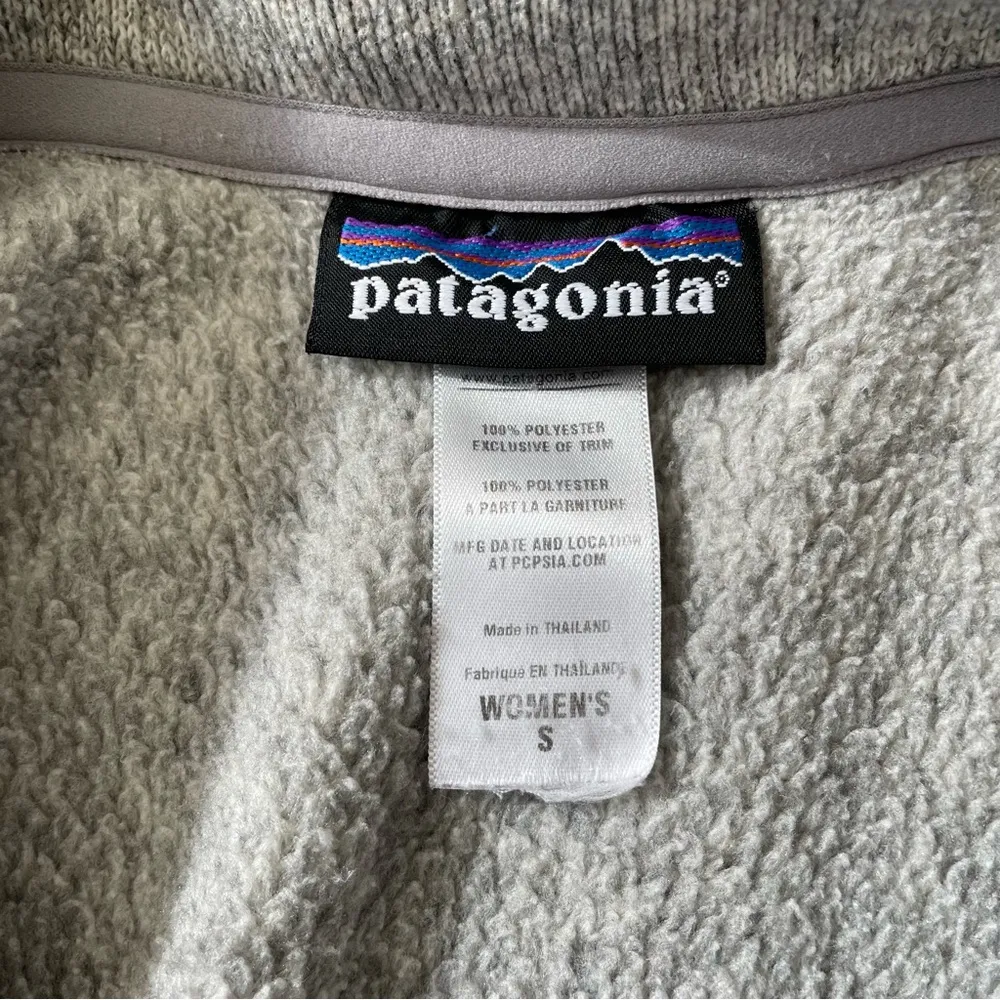 patagonia®
www.patagonia.com
100% POLYESTER
EXCLUSIVE OF TRIM
100% POLYESTER
A PART LA GARNITURE
MFG DATE AND LOCATION
AT PCPSIA.COM
Made in THAILAND
Fabriqué EN THAÏLANDE
WOMEN'S
S